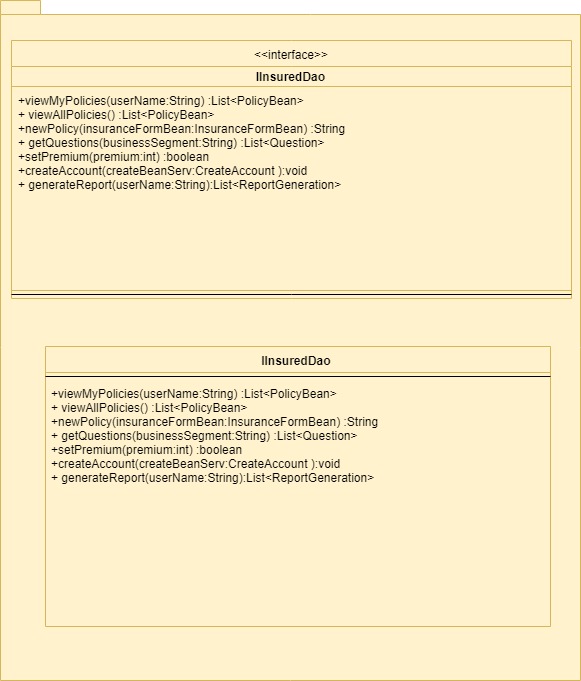 <<interface>>
IInsuredDao
+viewMyPolicies(userName:String) :List<PolicyBean>
+ viewAllPolicies() :List<PolicyBean>
+newPolicy(insuranceFormBean:InsuranceFormBean) :String
+ getQuestions(businessSegment:String) :List<Question>
+setPremium(premium:int) :boolean
+createAccount(createBeanServ:CreateAccount ):void
+ generateReport(userName:String):List<ReportGeneration>
IInsuredDao
+viewMyPolicies(userName:String) :List<PolicyBean>
+ viewAllPolicies() :List<PolicyBean>
+newPolicy(insuranceFormBean:InsuranceFormBean) :String
+ getQuestions(businessSegment:String) :List<Question>
+setPremium(premium:int) :boolean
+createAccount(createBeanServ:CreateAccount ):void
+ generateReport(userName:String):List<ReportGeneration>